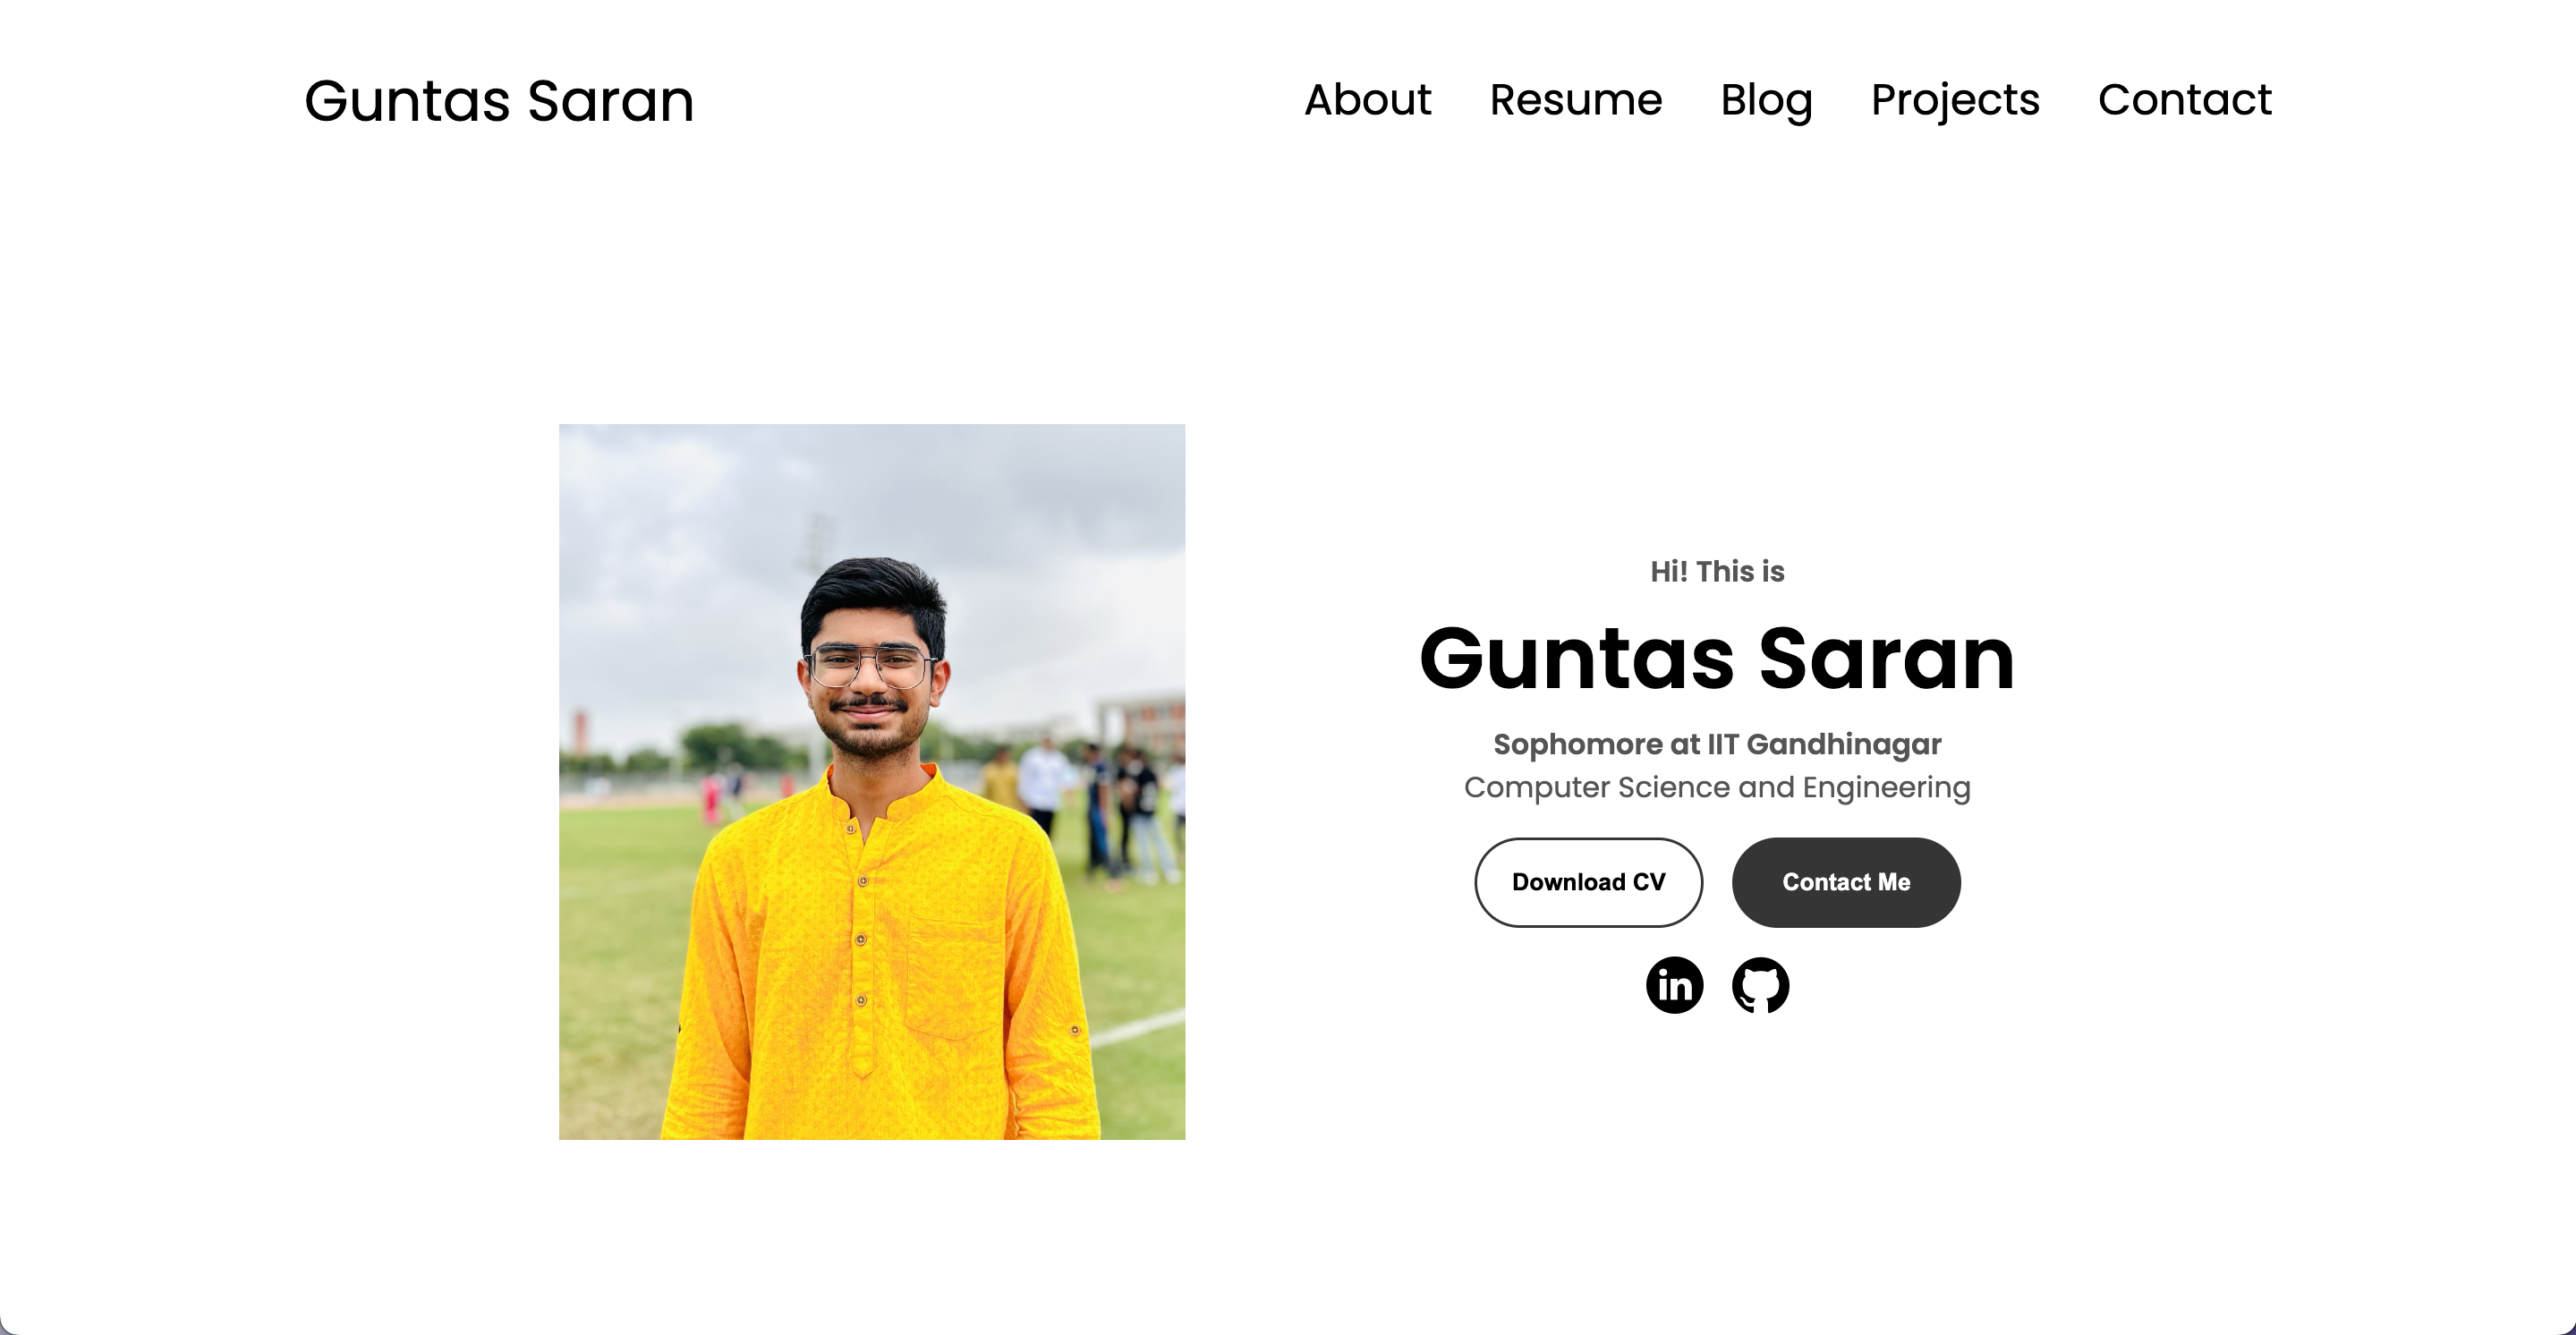 Guntas Saran
About Resume Blog Projects Contact
Hi! This is
Guntas Saran
Sophomore at IIT Gandhinagar
Computer Science and Engineering
Download CV
Contact Me
in